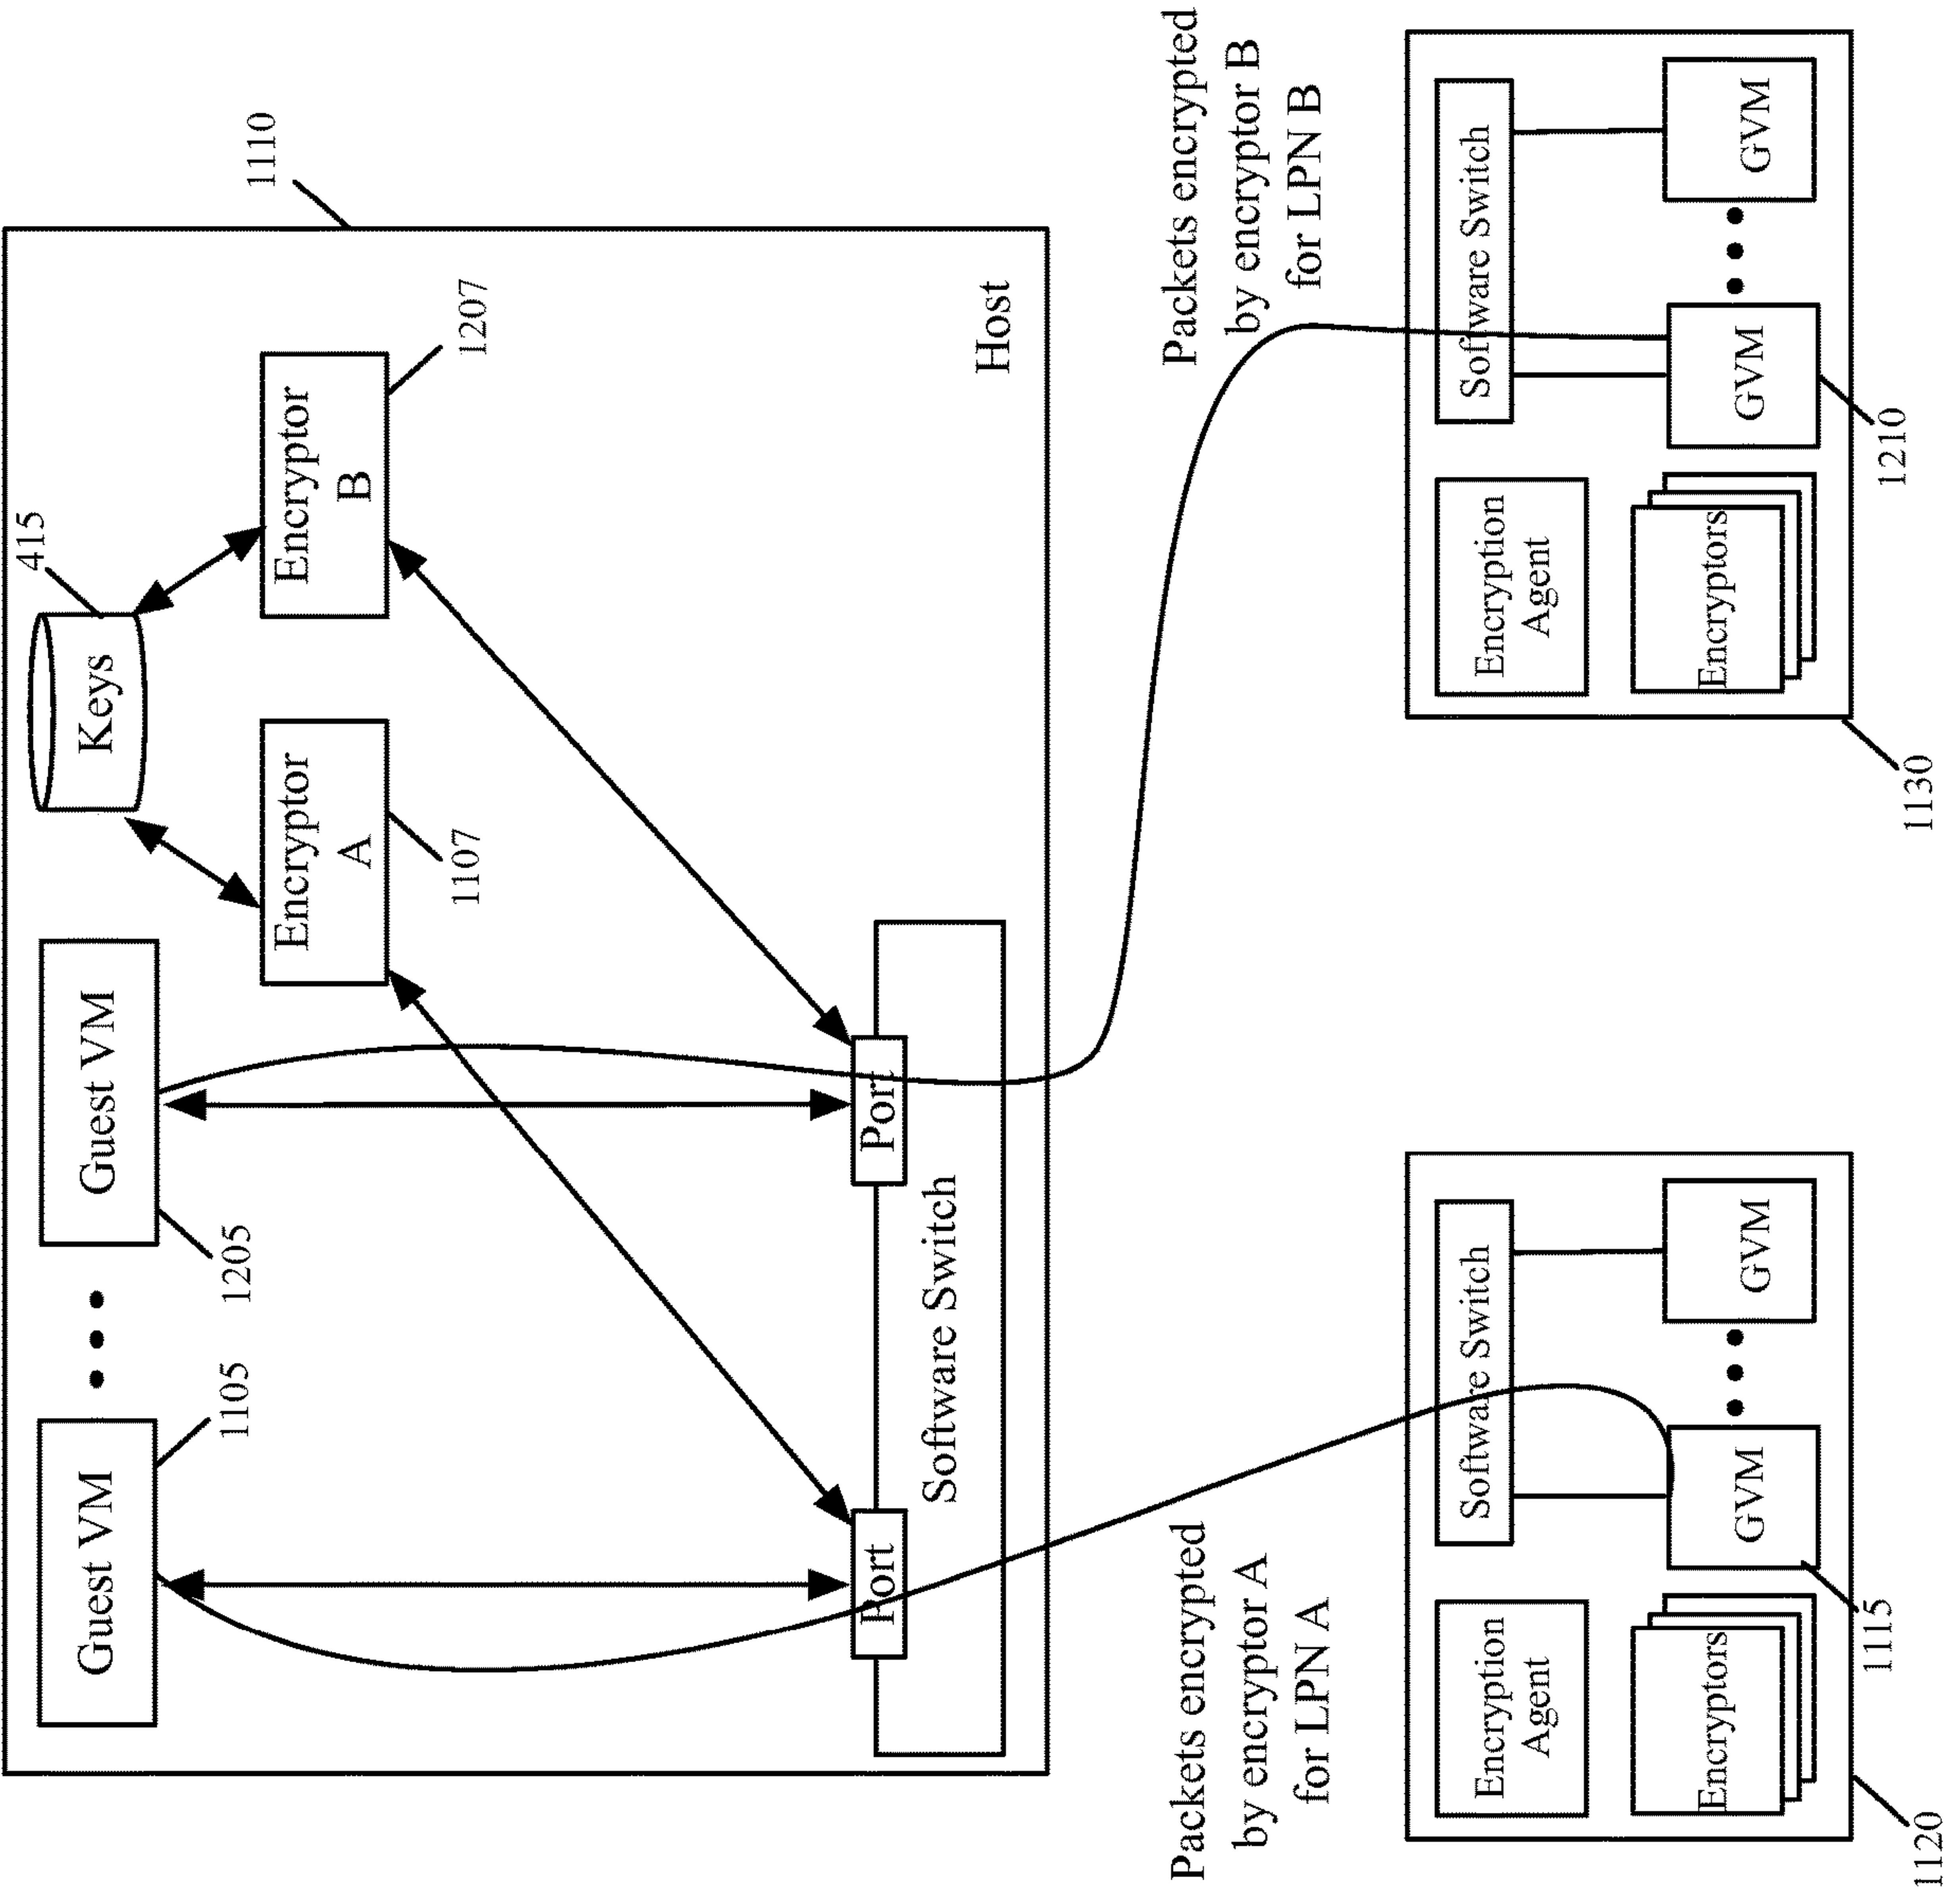 1110
415
Keys
Guest VM
1105
Guest VM
1205
Encryptor
A
1107
Encryptor
B
1207
Port
Port
Software Switch
Host
Packets encrypted
by encryptor A
for LPN A
Packets encrypted
by encryptor B
for LPN B
Encryption
Agent
Software Switch
Encryptors
GVM
GVM
1115
1120
Encryption
Agent
Software Switch
Encryptors
GVM
GVM
1210
1130